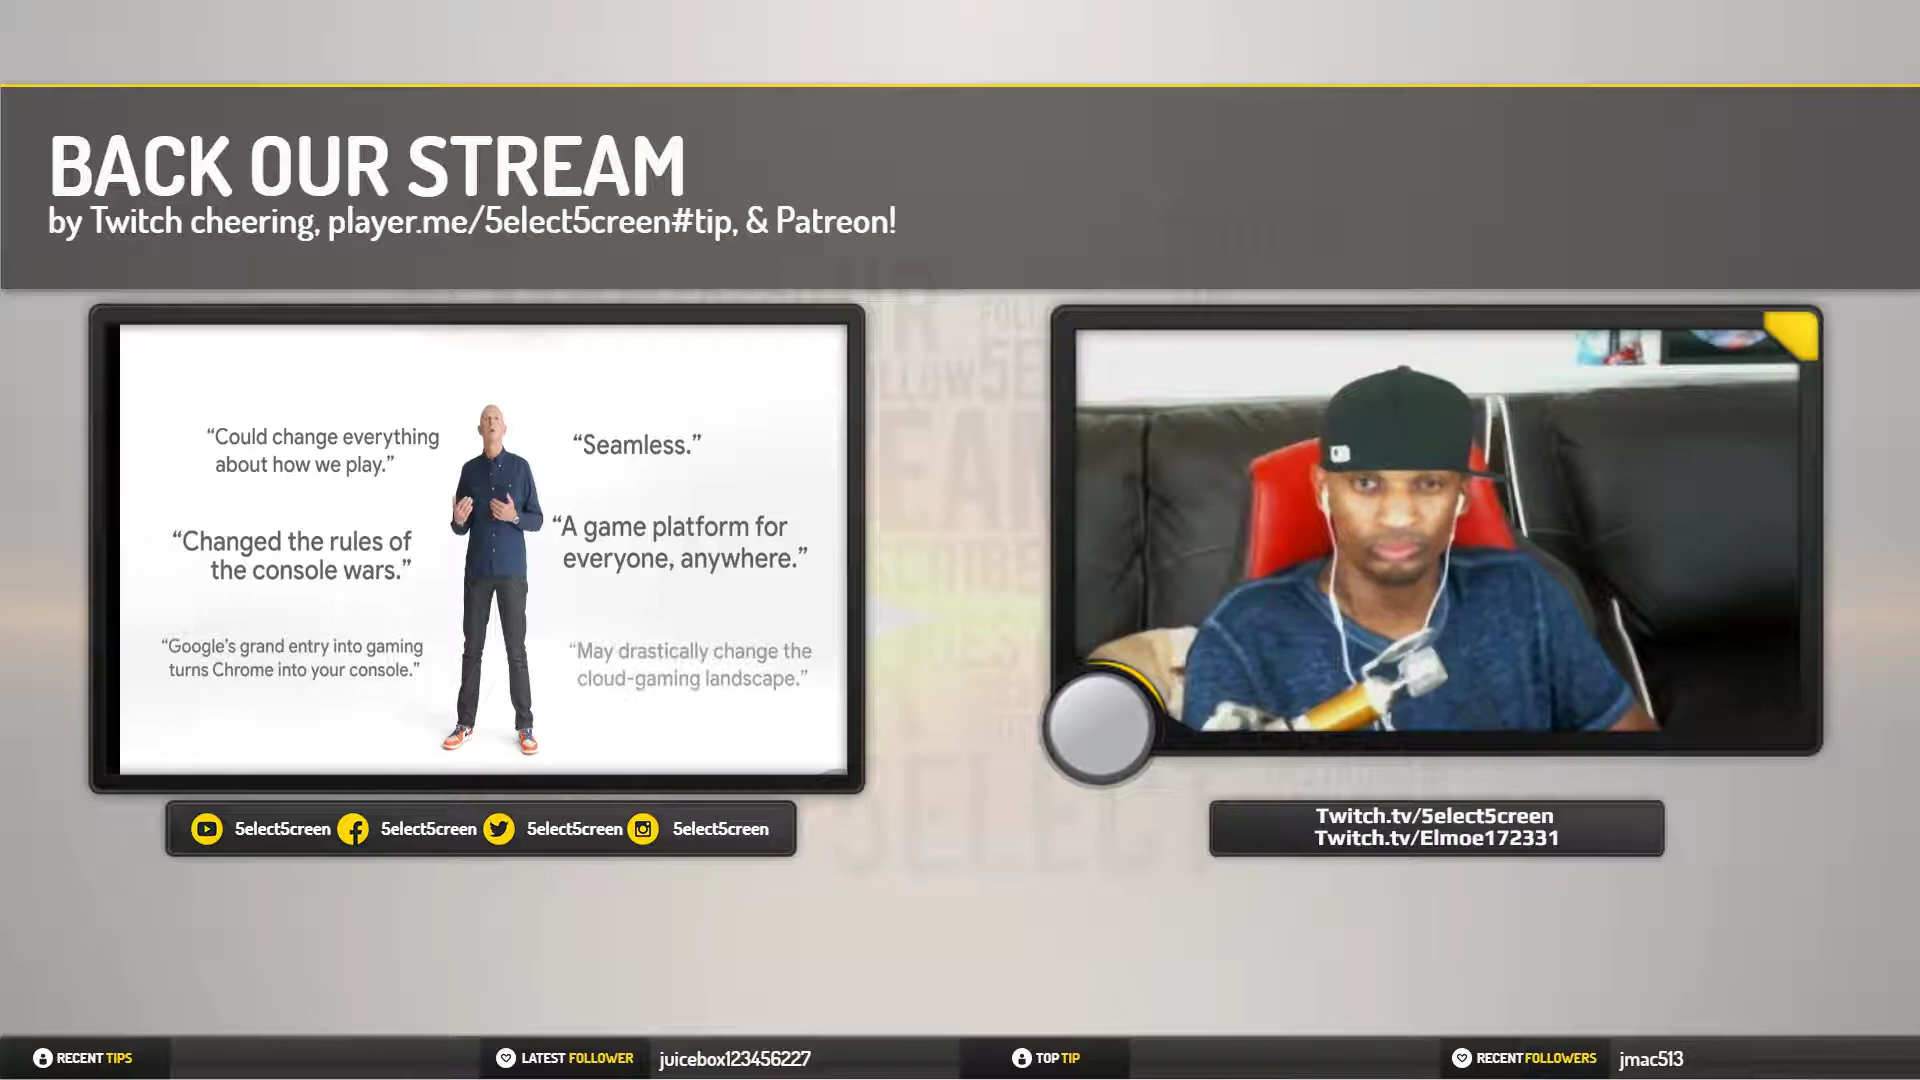 BACK OUR STREAM
by Twitch cheering, player.me/5elect5creen#tip, & Patreon!
“Could change everything
about how we play.”
“Seamless.”
“Changed the rules of
the console wars.”
“A game platform for
everyone, anywhere.”
“Google’s grand entry into gaming
turns Chrome into your console.”
“May drastically change the
cloud-gaming landscape.”
5elect5creen 5elect5creen 5elect5creen 5elect5creen
Twitch.tv/5elect5creen
Twitch.tv/Elmoe172331
RECENT TIPS LATEST FOLLOWER juicebox123456227 TOP TIP RECENT FOLLOWERS jmac513